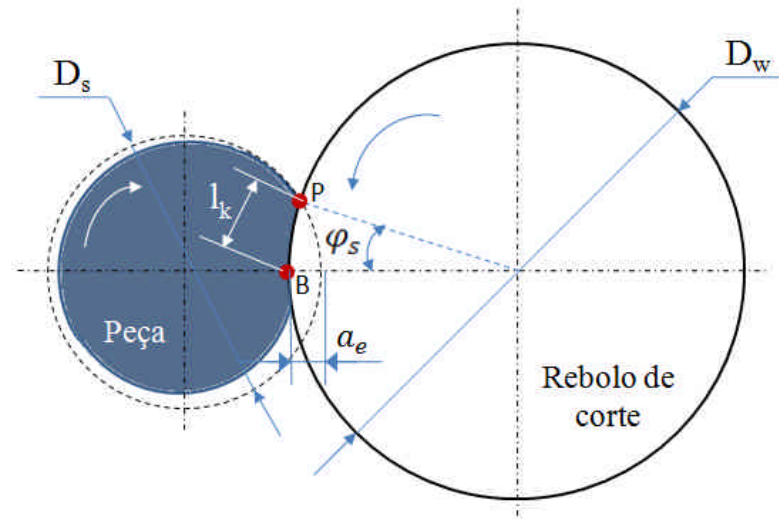 D_s
D_w
P
l_k
φ_s
B
Peça
a_e
Rebolo de
corte